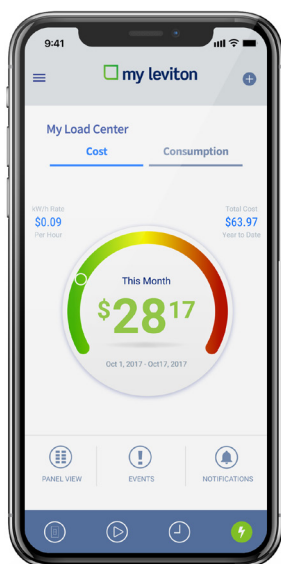 9:41
my leviton
My Load Center
Cost Consumption
kWh Rate
$0.09
Per Hour
Total Cost
$63.97
Year to Date
This Month
$28 17
Oct 1, 2017 - Oct17, 2017
PANEL VIEW EVENTS NOTIFICATIONS